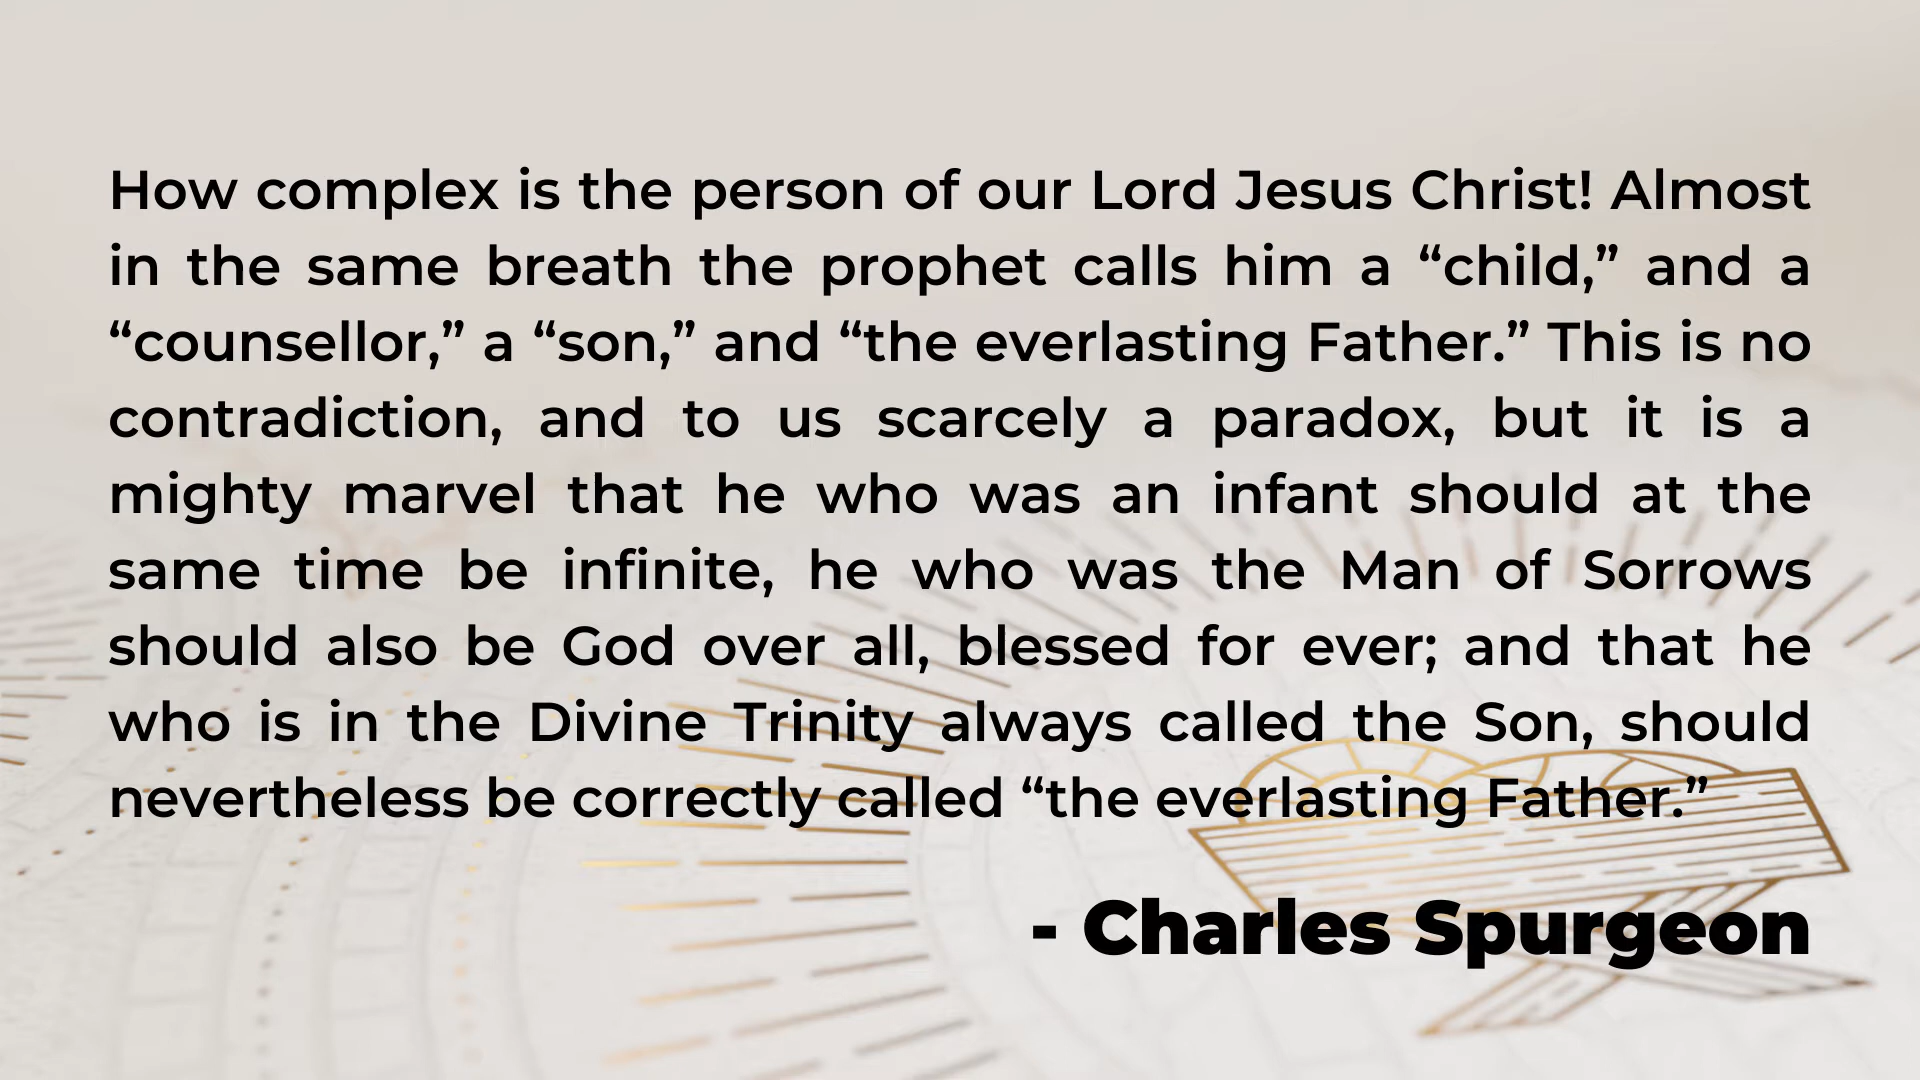 How complex is the person of our Lord Jesus Christ! Almost
in the same breath the prophet calls him a “child,” and a
“counsellor,” a “son,” and “the everlasting Father.” This is no
contradiction, and to us scarcely a paradox, but it is a
mighty marvel that he who was an infant should at the
same time be infinite, he who was the Man of Sorrows
should also be God over all, blessed for ever; and that he
who is in the Divine Trinity always called the Son, should
nevertheless be correctly called “the everlasting Father.”
- Charles Spurgeon